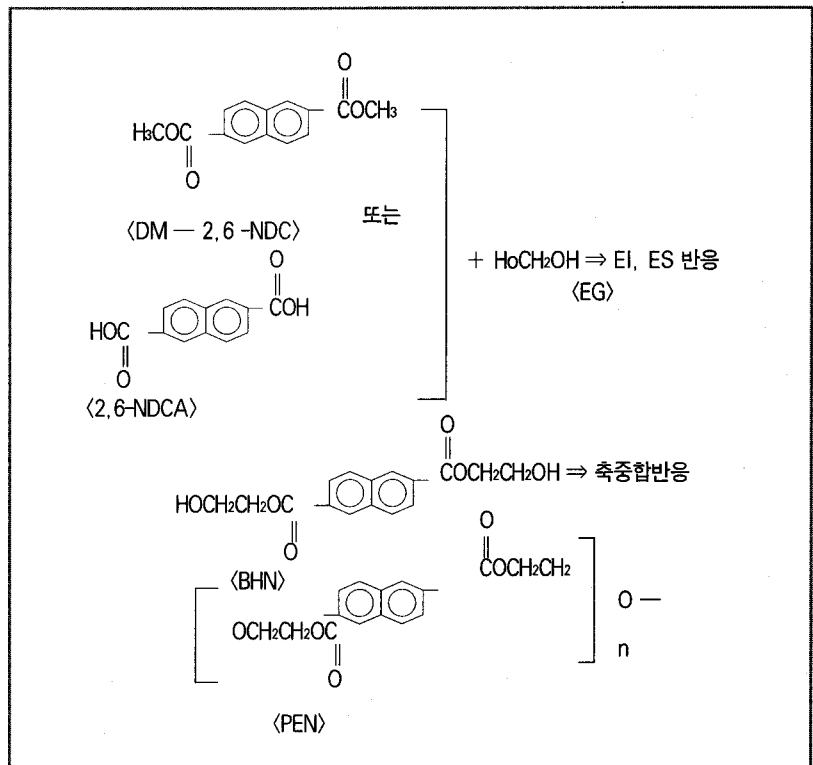 O
COCH₃
H₃COC
O
또는
〈DM — 2,6 -NDC〉
O
+ HoCH₂OH ⇒ EI, ES 반응
〈EG〉
COH
HOC
O
〈2,6-NDCA〉
O
COCH₂CH₂OH ⇒ 축중합반응
HOCH₂CH₂OC
O
O
COCH₂CH₂
〈BHN〉
O —
OCH₂CH₂OC
n
O
〈PEN〉